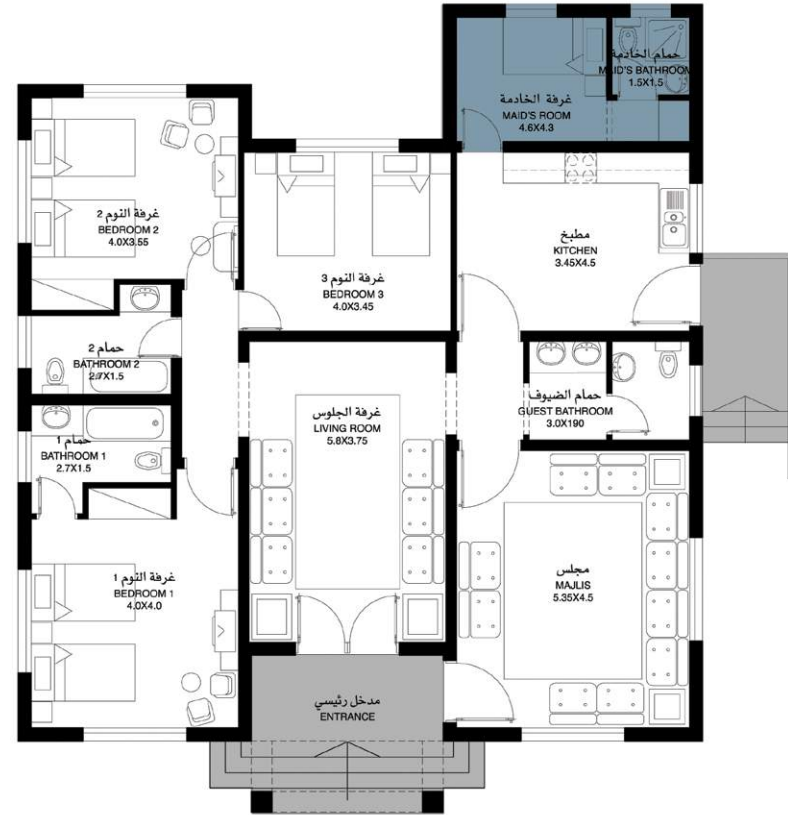 حمام الخادمة
MAID'S BATHROOM
1.5X1.5
غرفة الخادمة
MAID'S ROOM
4.6X4.3
غرفة النوم 2
BEDROOM 2
4.0X3.55
غرفة النوم 3
BEDROOM 3
4.0X3.45
مطبخ
KITCHEN
3.45X4.5
حمام 2
BATHROOM 2
2.7X1.5
حمام الضيوف
GUEST BATHROOM
3.0X190
غرفة الجلوس
LIVING ROOM
5.8X3.75
حمام 1
BATHROOM 1
2.7X1.5
غرفة النوم 1
BEDROOM 1
4.0X4.0
مجلس
MAJLIS
5.35X4.5
مدخل رئيسي
ENTRANCE